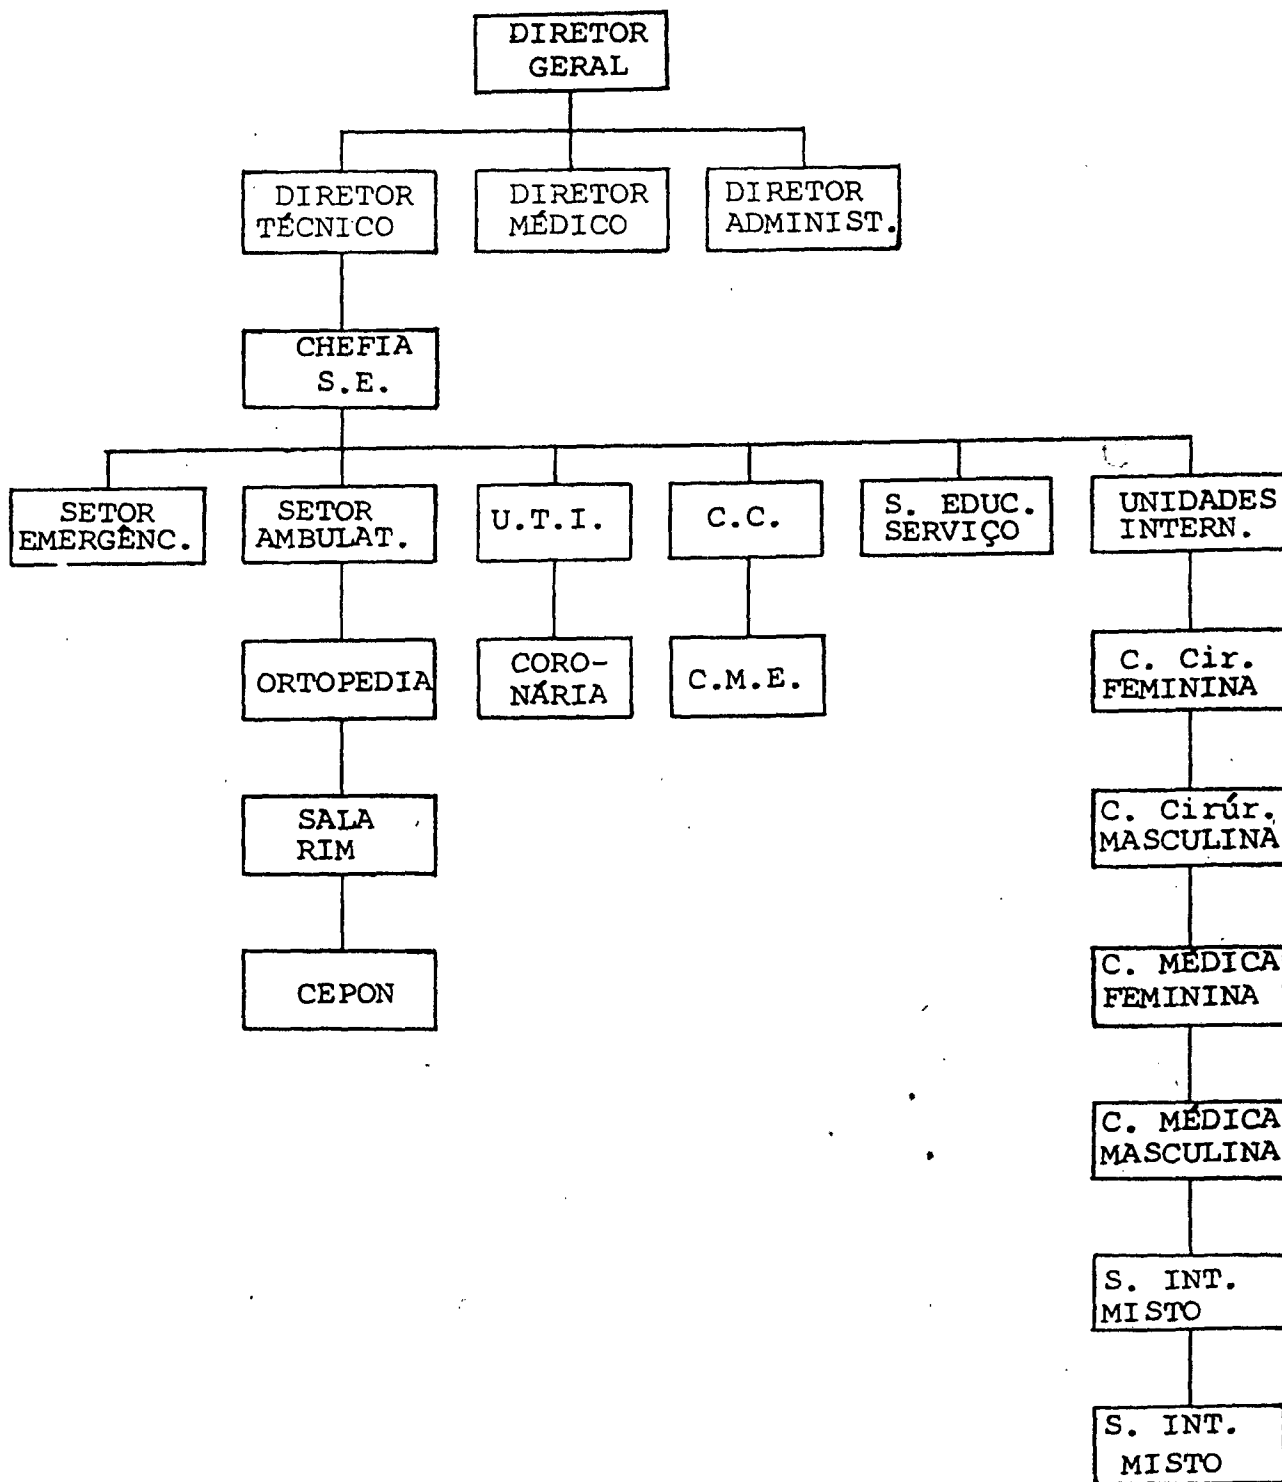 DIRETOR
GERAL
DIRETOR
TÉCNICO
DIRETOR
MÉDICO
DIRETOR
ADMINIST.
CHEFIA
S.E.
SETOR
EMERGÊNC.
SETOR
AMBULAT.
U.T.I.
C.C.
S. EDUC.
SERVIÇO
UNIDADES
INTERN.
ORTOPEDIA
CORO-
NÁRIA
C.M.E.
C. Cir.
FEMININA
SALA
RIM
C. Cirúr.
MASCULINA
CEPON
C. MÉDICA
FEMININA
C. MÉDICA
MASCULINA
S. INT.
MISTO
S. INT.
MISTO